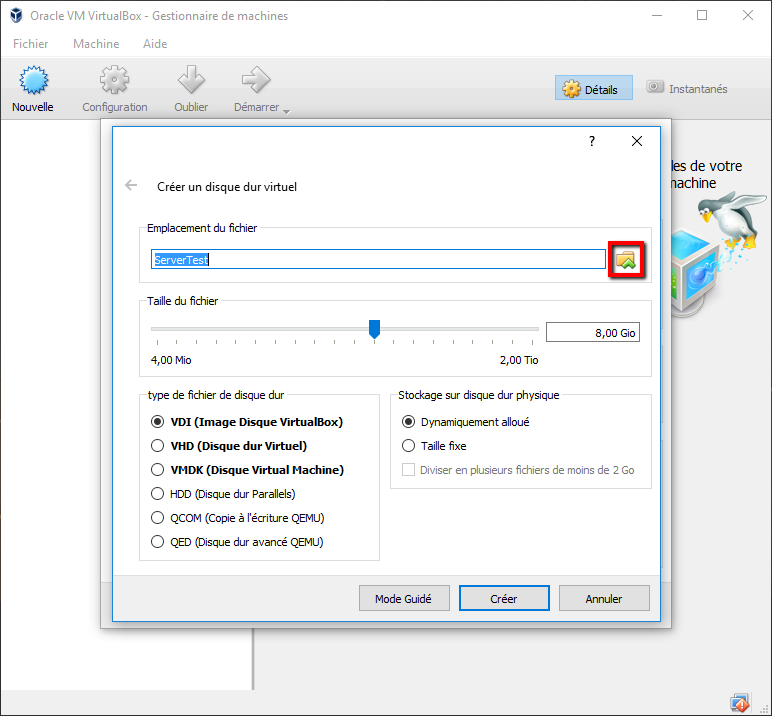 Oracle VM VirtualBox - Gestionnaire de machines
Fichier Machine Aide
Nouvelle Configuration Oublier Démarrer Détails Instantanés
les de votre
machine
?
Créer un disque dur virtuel
Emplacement du fichier
ServerTest
Taille du fichier
8,00 Gio
4,00 Mio 2,00 Tio
type de fichier de disque dur
VDI (Image Disque VirtualBox)
VHD (Disque dur Virtuel)
VMDK (Disque Virtual Machine)
HDD (Disque dur Parallels)
QCOM (Copie à l'écriture QEMU)
QED (Disque dur avancé QEMU)
Stockage sur disque dur physique
Dynamiquement alloué
Taille fixe
Diviser en plusieurs fichiers de moins de 2 Go
Mode Guidé Créer Annuler